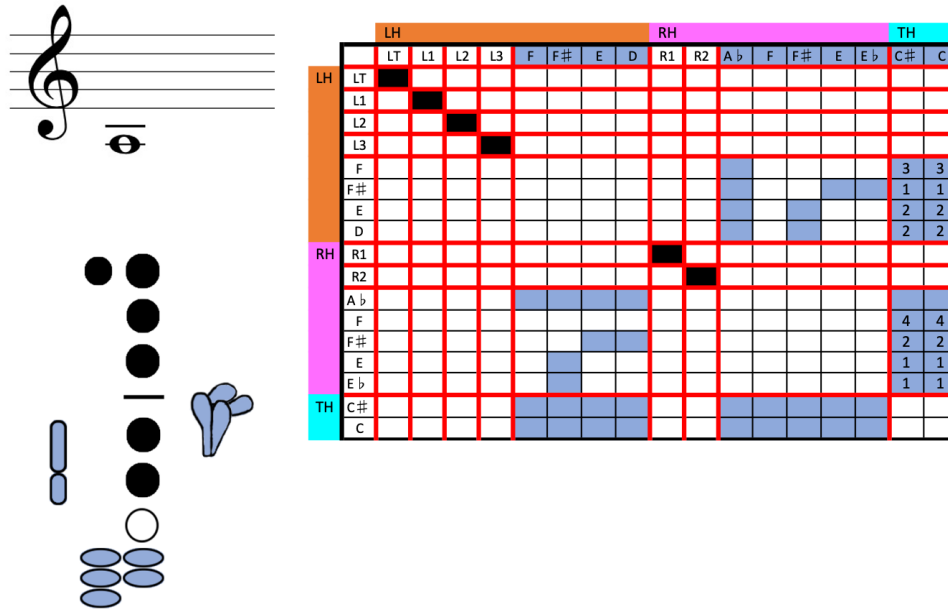 LH RH TH
LT L1 L2 L3 F F♯ E D R1 R2 A♭ F F♯ E E♭ C♯ C
LH LT
L1
L2
L3
F 3 3
F♯ 1 1
E 2 2
D 2 2
RH R1
R2
A♭
F 4 4
F♯ 2 2
E 1 1
E♭ 1 1
TH C♯
C